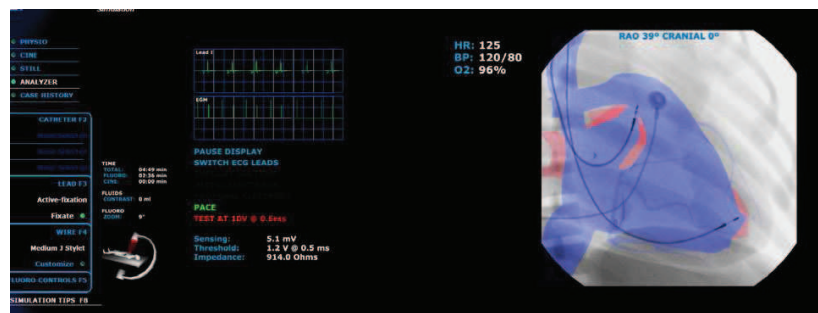 Simulation
PHYSIO
CINE
STILL
ANALYZER
CASE HISTORY
CATHETER F2
LEAD F3
Active-fixation
Fixate
WIRE F4
Medium J Stylet
Customize
FLUORO CONTROLS F5
SIMULATION TIPS F8
TIME
TOTAL: 04:49 min
FLUORO: 03:36 min
CINE: 00:00 min
FLUIDS
CONTRAST: 0 ml
FLUORO
ZOOM: 9"
Lead I
EGM
PAUSE DISPLAY
SWITCH ECG LEADS
PACE
TEST AT 10V @ 0.5ms
Sensing: 5.1 mV
Threshold: 1.2 V @ 0.5 ms
Impedance: 914.0 Ohms
HR: 125
BP: 120/80
O2: 96%
RAO 39° CRANIAL 0°